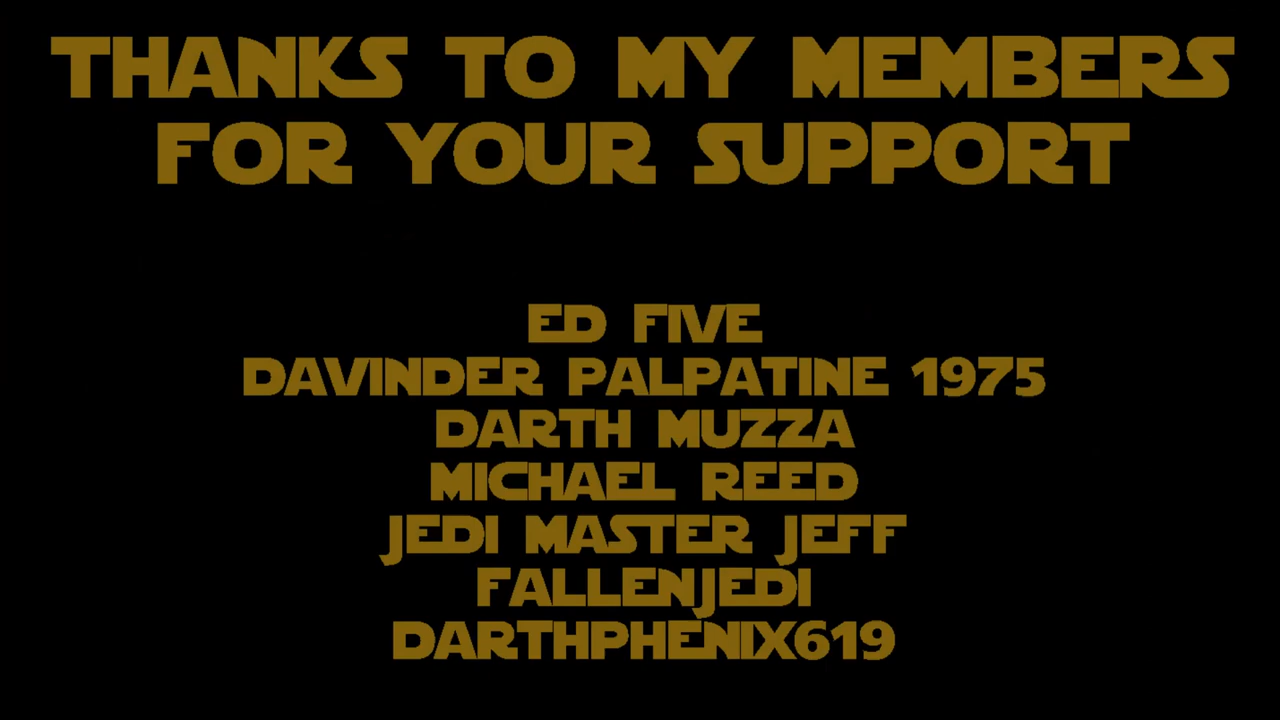 THANKS TO MY MEMBERS
FOR YOUR SUPPORT
ED FIVE
DAVINDER PALPATINE 1975
DARTH MUZZA
MICHAEL REED
JEDI MASTER JEFF
FALLENJEDI
DARTHPHENIX619